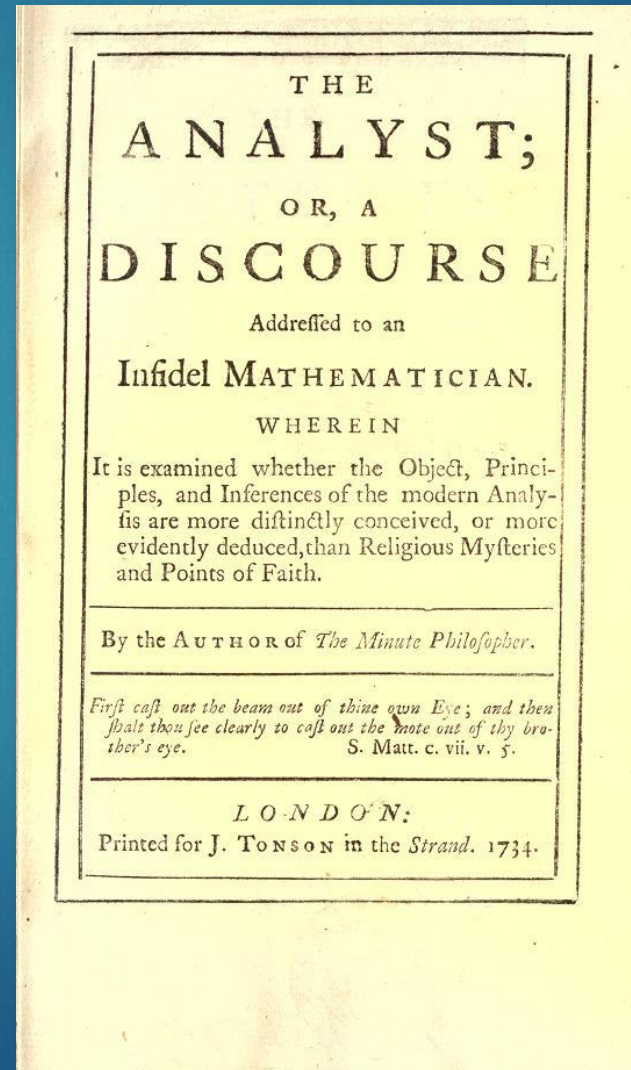 THE
ANALYST;
OR, A
DISCOURSE
Addreſſed to an
Infidel MATHEMATICIAN.
WHEREIN
It is examined whether the Object, Princi-
ples, and Inferences of the modern Analy-
ſis are more diſtinctly conceived, or more
evidently deduced, than Religious Myſteries
and Points of Faith.
By the AUTHOR of The Minute Philoſopher.
Firſt caſt out the beam out of thine own Eye; and then
ſhalt thou ſee clearly to caſt out the mote out of thy bro-
ther's eye. S. Matt. c. vii. v. 5.
LONDON:
Printed for J. TONSON in the Strand. 1734.